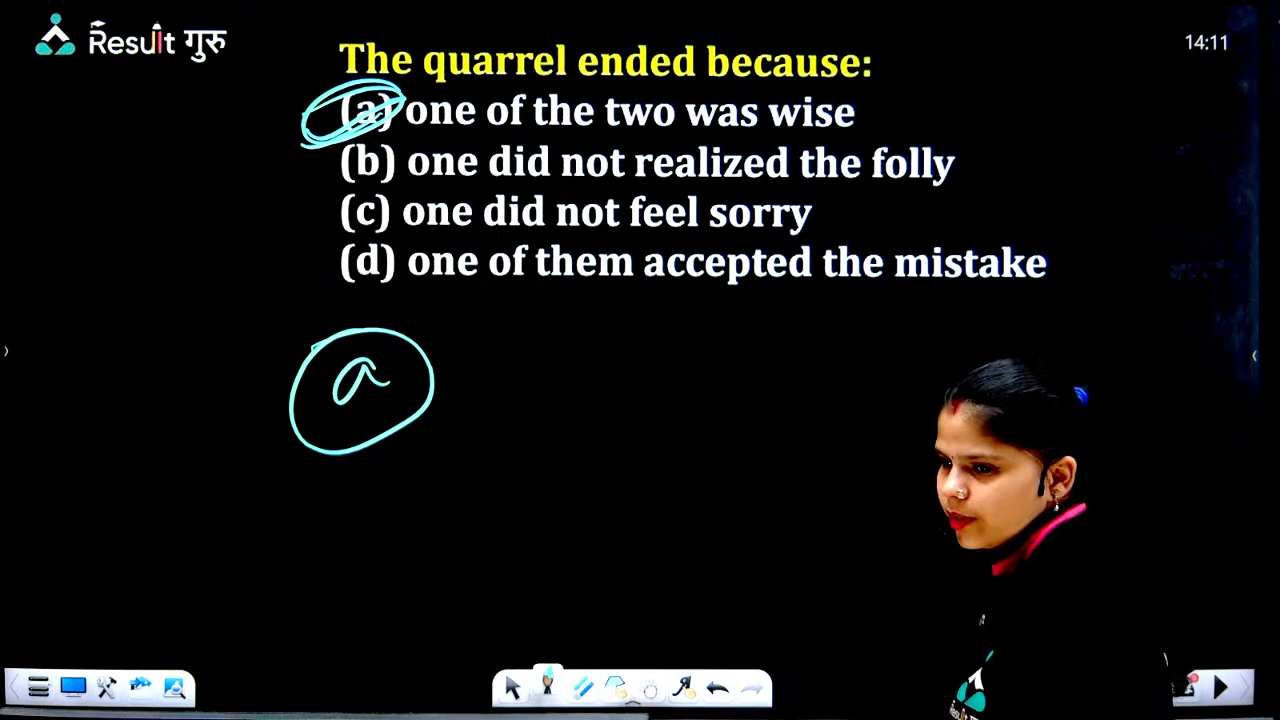 Result गुरु
14:11
The quarrel ended because:
(a) one of the two was wise
(b) one did not realized the folly
(c) one did not feel sorry
(d) one of them accepted the mistake
a